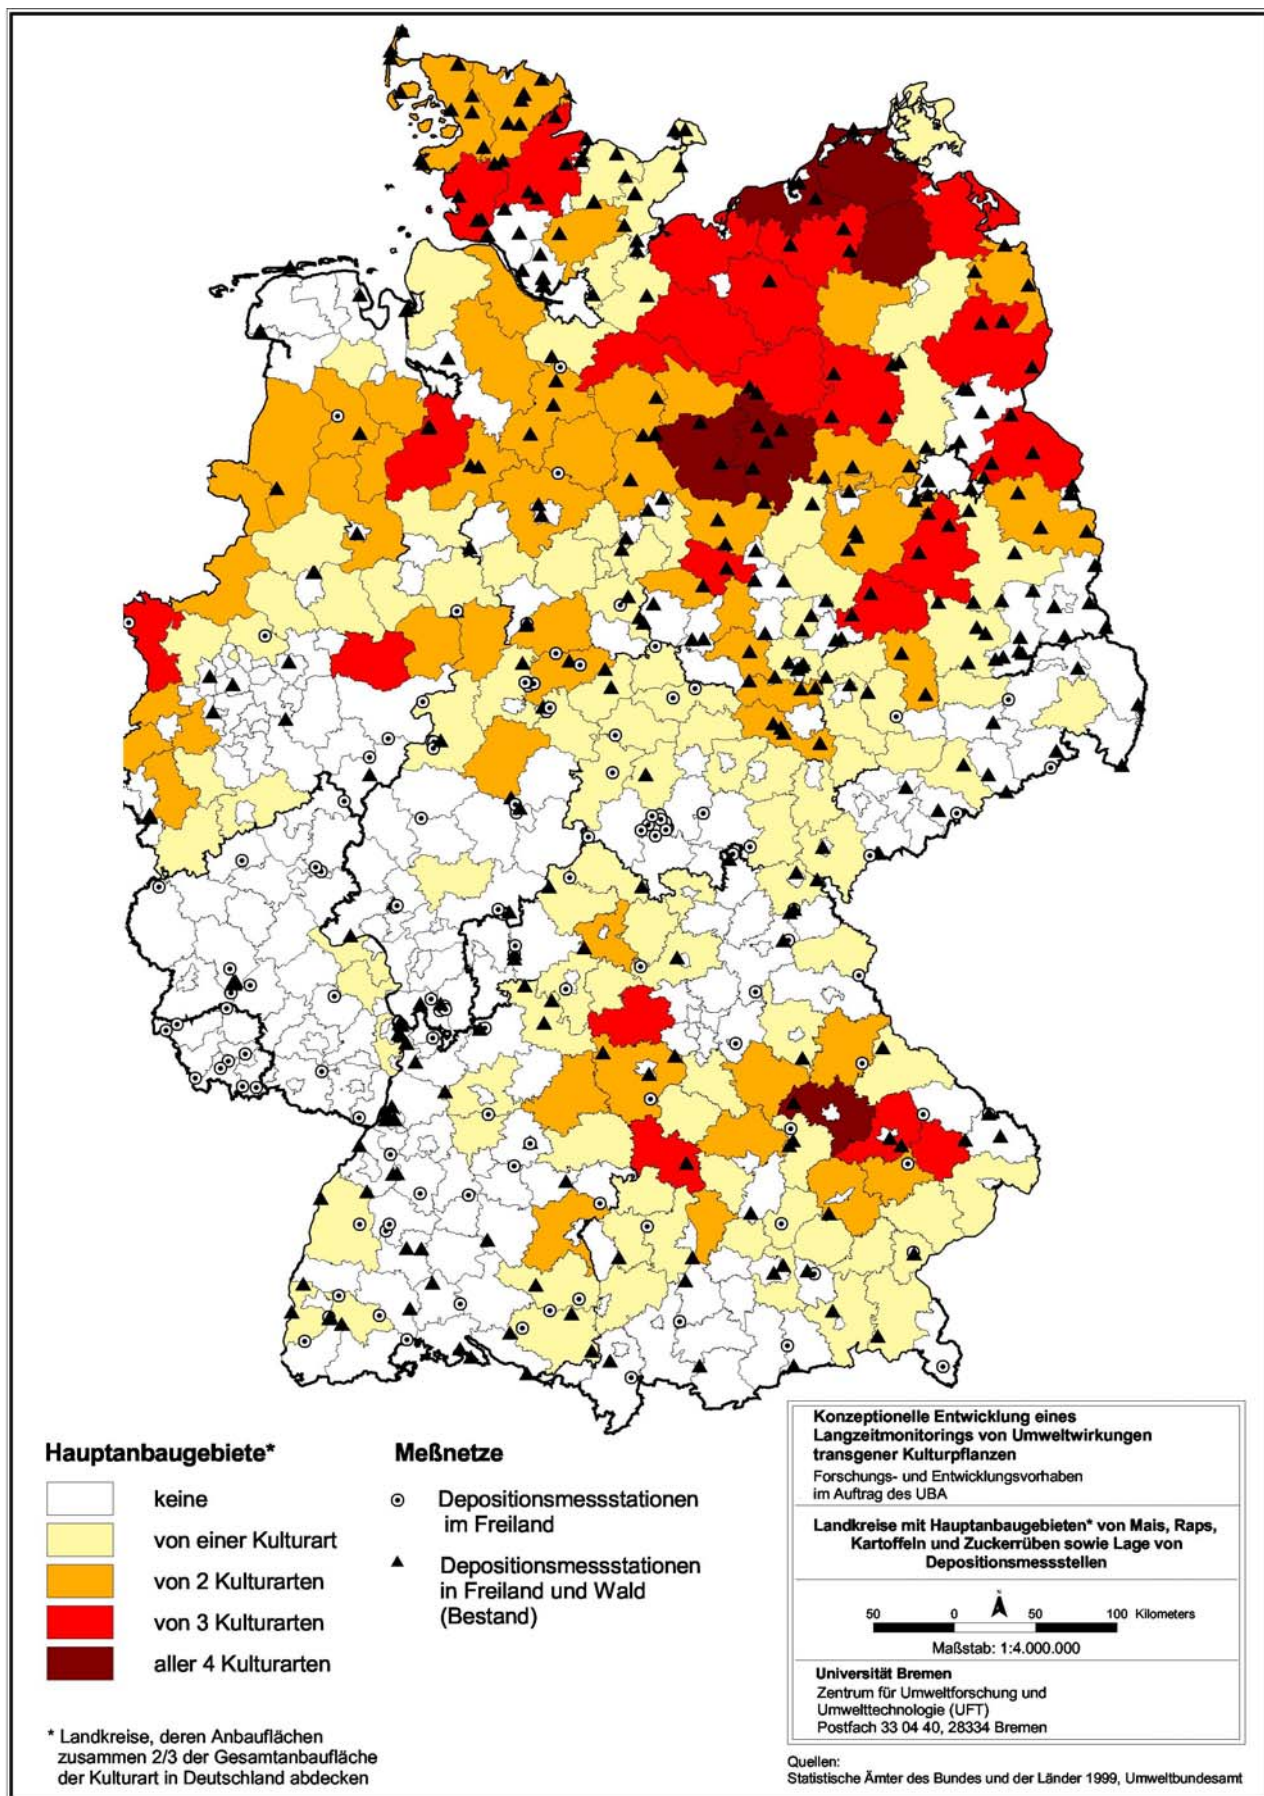 Hauptanbaugebiete*
keine
von einer Kulturart
von 2 Kulturarten
von 3 Kulturarten
aller 4 Kulturarten
* Landkreise, deren Anbauflächen
zusammen 2/3 der Gesamtanbaufläche
der Kulturart in Deutschland abdecken
Meßnetze
Depositionsmessstationen
im Freiland
Depositionsmessstationen
in Freiland und Wald
(Bestand)
Konzeptionelle Entwicklung eines
Langzeitmonitorings von Umweltwirkungen
transgener Kulturpflanzen
Forschungs- und Entwicklungsvorhaben
im Auftrag des UBA
Landkreise mit Hauptanbaugebieten* von Mais, Raps,
Kartoffeln und Zuckerrüben sowie Lage von
Depositionsmessstellen
N
50 0 50 100 Kilometers
Maßstab: 1:4.000.000
Universität Bremen
Zentrum für Umweltforschung und
Umwelttechnologie (UFT)
Postfach 33 04 40, 28334 Bremen
Quellen:
Statistische Ämter des Bundes und der Länder 1999, Umweltbundesamt